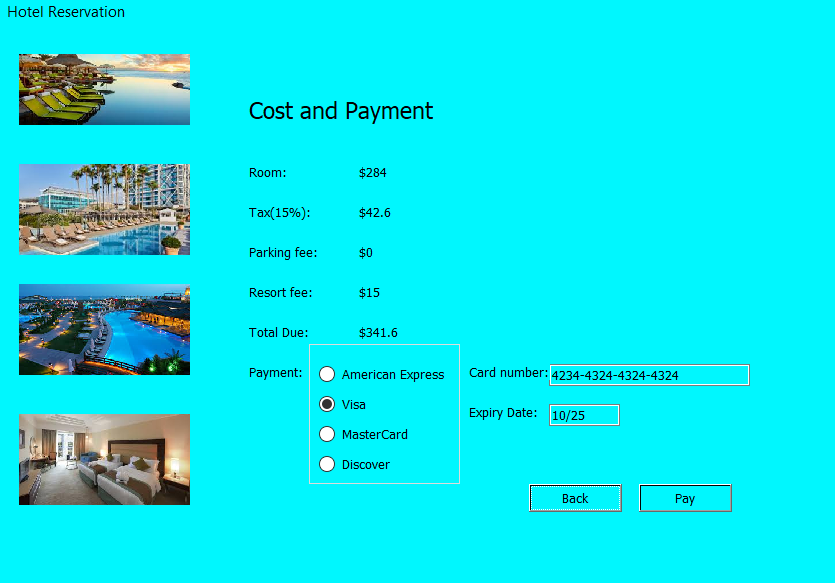 Hotel Reservation
Cost and Payment
Room: $284
Tax(15%): $42.6
Parking fee: $0
Resort fee: $15
Total Due: $341.6
Payment:
American Express
Visa
MasterCard
Discover
Card number: 4234-4324-4324-4324
Expiry Date: 10/25
Back
Pay